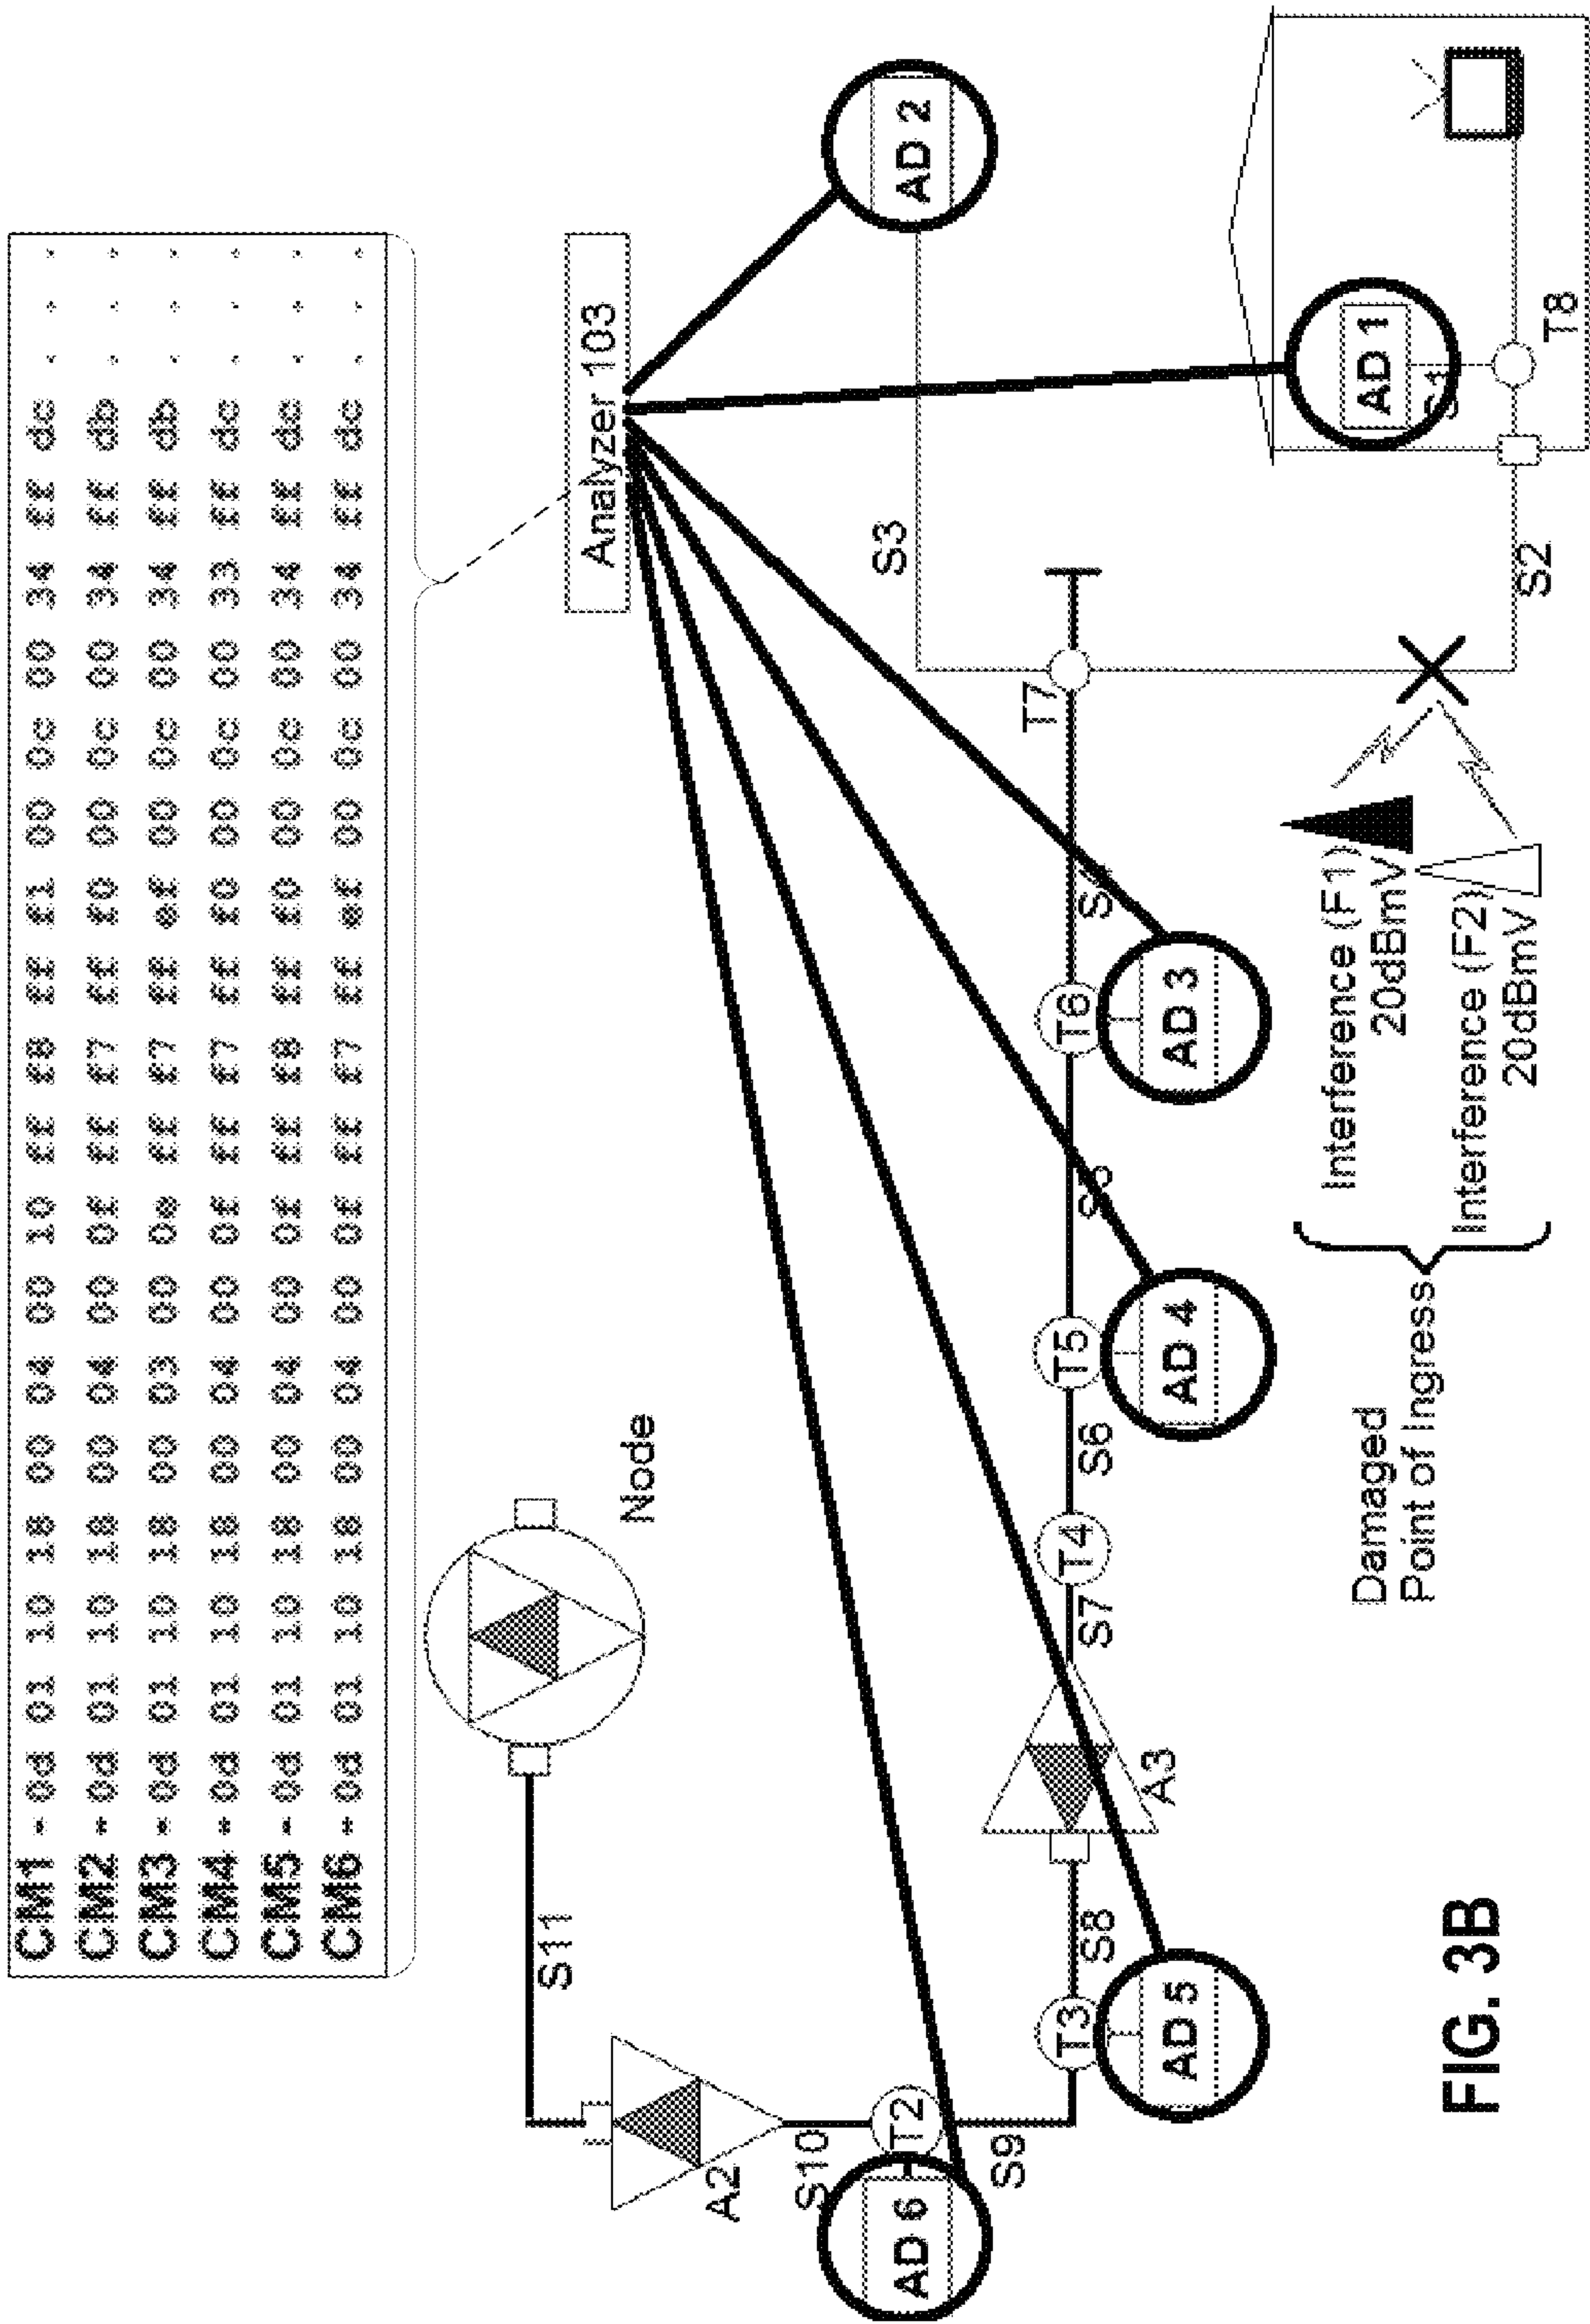 CM1 - 0d 01 10 18 00 04 00 10 ff f8 ff f1 00 0c 00 34 ff dc . . .
CM2 - 0d 01 10 18 00 04 00 0f ff f7 ff f0 00 0c 00 34 ff db . . .
CM3 - 0d 01 10 18 00 03 00 0e ff f7 ff ef 00 0c 00 34 ff db . . .
CM4 - 0d 01 10 18 00 04 00 0f ff f7 ff f0 00 0c 00 33 ff dc . . .
CM5 - 0d 01 10 18 00 04 00 0f ff f8 ff f0 00 0c 00 34 ff dc . . .
CM6 - 0d 01 10 18 00 04 00 0f ff f7 ff ef 00 0c 00 34 ff dc . . .
Analyzer 103
Node
S11
A2
S10
T2
AD 6
S9
T3
AD 5
S8
A3
S7
T4
S6
T5
AD 4
T6
AD 3
T7
S3
AD 2
AD 1
S1
T8
S2
Interference (F1)
20dBmV
Interference (F2)
20dBmV
Damaged
Point of Ingress
FIG. 3B